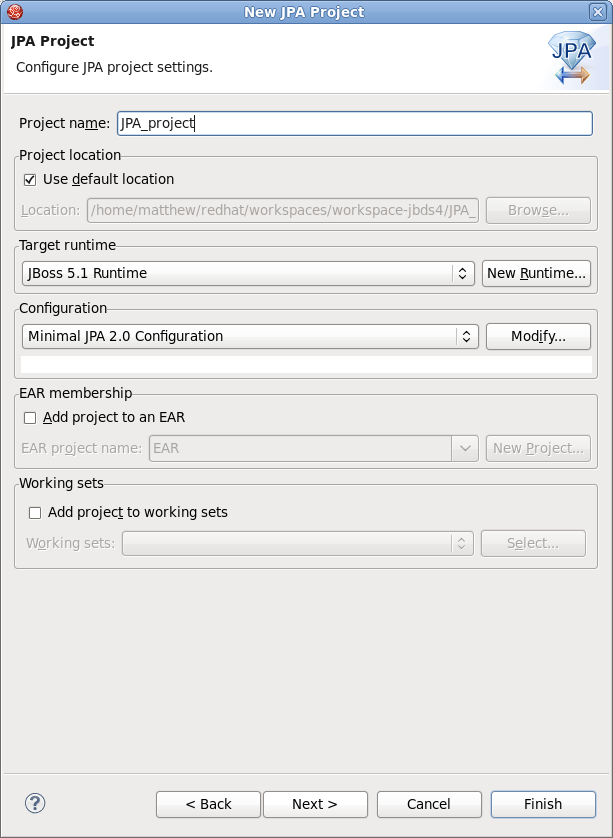 New JPA Project
JPA Project
Configure JPA project settings.
JPA
Project name: JPA_project
Project location
Use default location
Location: /home/matthew/redhat/workspaces/workspace-jbds4/JPA_ Browse...
Target runtime
JBoss 5.1 Runtime New Runtime...
Configuration
Minimal JPA 2.0 Configuration Modify...
EAR membership
Add project to an EAR
EAR project name: EAR New Project...
Working sets
Add project to working sets
Working sets: Select...
? < Back Next > Cancel Finish